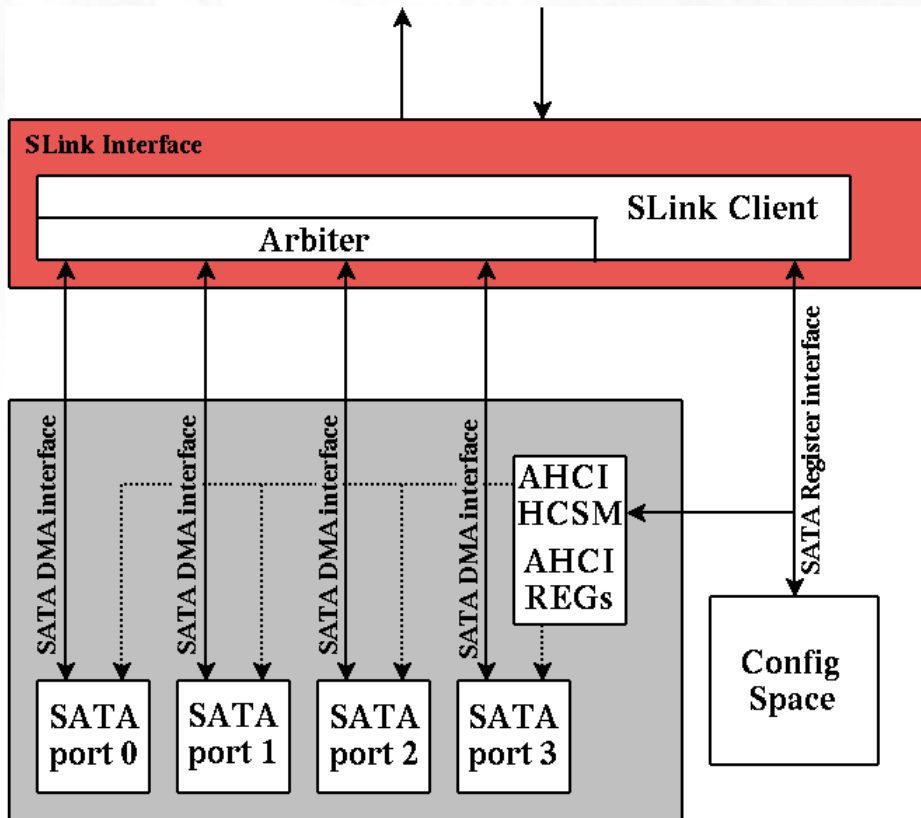 SLink Interface
SLink Client
Arbiter
SATA DMA interface
SATA DMA interface
SATA DMA interface
SATA DMA interface
SATA Register interface
AHCI
HCSM
AHCI
REGs
SATA
port 0
SATA
port 1
SATA
port 2
SATA
port 3
Config
Space